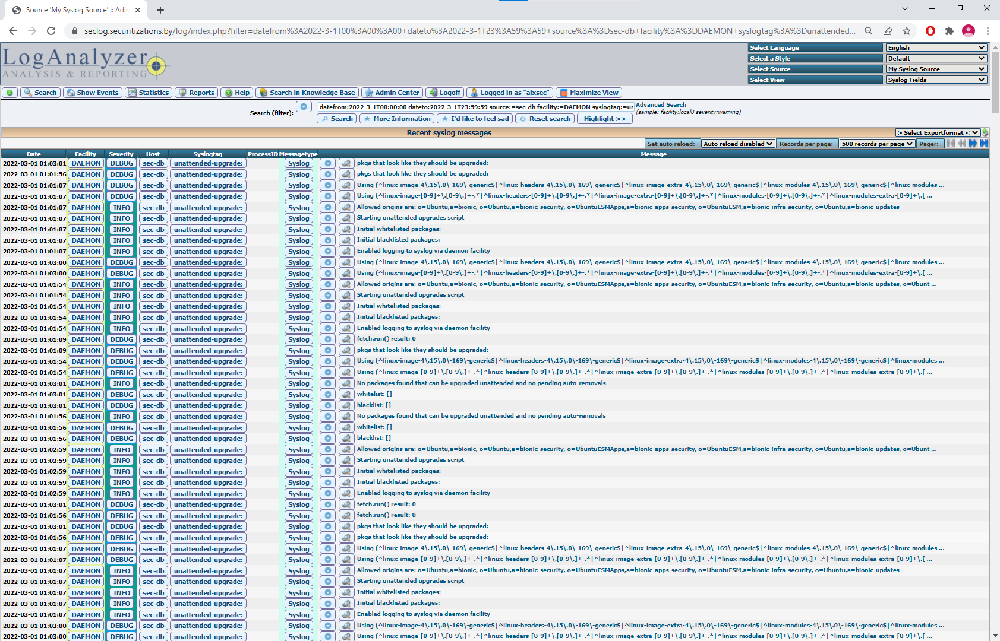 Source 'My Syslog Source' :: Adis
seclog.securitizations.by/log/index.php?filter=datefrom%3A2022-3-1T00%3A00%3A00+dateto%3A2022-3-1T23%3A59%3A59+source%3A%3Dsec-db+facility%3A%3DDAEMON+syslogtag%3A%3Dunattended...
LogAnalyzer
ANALYSIS & REPORTING
Select Language English
Select a Style Default
Select Source My Syslog Source
Select View Syslog Fields
Search Show Events Statistics Reports Help Search in Knowledge Base Admin Center Logoff Logged in as "alxsec" Maximize View
Search (filter): datefrom:2022-3-1T00:00:00 dateto:2022-3-1T23:59:59 source:=sec-db facility:=DAEMON syslogtag:=ur Advanced Search
(sample: facility:local0 severity:warning)
Search More Information I'd like to feel sad Reset search Highlight >>
Recent syslog messages > Select Exportformat <
Set auto reload: Auto reload disabled Records per page: 500 records per page Pager:
Date Facility Severity Host Syslogtag ProcessID Messagetype Message
2022-03-01 01:03:01 DAEMON DEBUG sec-db unattended-upgrade: Syslog pkgs that look like they should be upgraded:
2022-03-01 01:01:56 DAEMON DEBUG sec-db unattended-upgrade: Syslog pkgs that look like they should be upgraded:
2022-03-01 01:01:07 DAEMON DEBUG sec-db unattended-upgrade: Syslog Using (^linux-image-4\.15\.0\-169\-generic$|^linux-headers-4\.15\.0\-169\-generic$|^linux-image-extra-4\.15\.0\-169\-generic$|^linux-modules-4\.15\.0\-169\-generic$|^linux-modules ...
2022-03-01 01:01:07 DAEMON DEBUG sec-db unattended-upgrade: Syslog Using (^linux-image-[0-9]+\.[0-9\.]+-.*|^linux-headers-[0-9]+\.[0-9\.]+-.*|^linux-image-extra-[0-9]+\.[0-9\.]+-.*|^linux-modules-[0-9]+\.[0-9\.]+-.*|^linux-modules-extra-[0-9]+\.[ ...
2022-03-01 01:01:07 DAEMON INFO sec-db unattended-upgrade: Syslog Allowed origins are: o=Ubuntu,a=bionic, o=Ubuntu,a=bionic-security, o=UbuntuESMApps,a=bionic-apps-security, o=UbuntuESM,a=bionic-infra-security, o=Ubuntu,a=bionic-updates
2022-03-01 01:01:07 DAEMON INFO sec-db unattended-upgrade: Syslog Starting unattended upgrades script
2022-03-01 01:01:07 DAEMON INFO sec-db unattended-upgrade: Syslog Initial whitelisted packages:
2022-03-01 01:01:07 DAEMON INFO sec-db unattended-upgrade: Syslog Initial blacklisted packages:
2022-03-01 01:01:07 DAEMON INFO sec-db unattended-upgrade: Syslog Enabled logging to syslog via daemon facility
2022-03-01 01:03:00 DAEMON DEBUG sec-db unattended-upgrade: Syslog Using (^linux-image-4\.15\.0\-169\-generic$|^linux-headers-4\.15\.0\-169\-generic$|^linux-image-extra-4\.15\.0\-169\-generic$|^linux-modules-4\.15\.0\-169\-generic$|^linux-modules ...
2022-03-01 01:03:00 DAEMON DEBUG sec-db unattended-upgrade: Syslog Using (^linux-image-[0-9]+\.[0-9\.]+-.*|^linux-headers-[0-9]+\.[0-9\.]+-.*|^linux-image-extra-[0-9]+\.[0-9\.]+-.*|^linux-modules-[0-9]+\.[0-9\.]+-.*|^linux-modules-extra-[0-9]+\.[ ...
2022-03-01 01:01:54 DAEMON INFO sec-db unattended-upgrade: Syslog Allowed origins are: o=Ubuntu,a=bionic, o=Ubuntu,a=bionic-security, o=UbuntuESMApps,a=bionic-apps-security, o=UbuntuESM,a=bionic-infra-security, o=Ubuntu,a=bionic-updates, o=Ubunt ...
2022-03-01 01:01:54 DAEMON INFO sec-db unattended-upgrade: Syslog Starting unattended upgrades script
2022-03-01 01:01:54 DAEMON INFO sec-db unattended-upgrade: Syslog Initial whitelisted packages:
2022-03-01 01:01:54 DAEMON INFO sec-db unattended-upgrade: Syslog Initial blacklisted packages:
2022-03-01 01:01:54 DAEMON INFO sec-db unattended-upgrade: Syslog Enabled logging to syslog via daemon facility
2022-03-01 01:01:09 DAEMON DEBUG sec-db unattended-upgrade: Syslog fetch.run() result: 0
2022-03-01 01:01:09 DAEMON DEBUG sec-db unattended-upgrade: Syslog pkgs that look like they should be upgraded:
2022-03-01 01:01:54 DAEMON DEBUG sec-db unattended-upgrade: Syslog Using (^linux-image-4\.15\.0\-169\-generic$|^linux-headers-4\.15\.0\-169\-generic$|^linux-image-extra-4\.15\.0\-169\-generic$|^linux-modules-4\.15\.0\-169\-generic$|^linux-modules ...
2022-03-01 01:01:54 DAEMON DEBUG sec-db unattended-upgrade: Syslog Using (^linux-image-[0-9]+\.[0-9\.]+-.*|^linux-headers-[0-9]+\.[0-9\.]+-.*|^linux-image-extra-[0-9]+\.[0-9\.]+-.*|^linux-modules-[0-9]+\.[0-9\.]+-.*|^linux-modules-extra-[0-9]+\.[ ...
2022-03-01 01:03:01 DAEMON INFO sec-db unattended-upgrade: Syslog No packages found that can be upgraded unattended and no pending auto-removals
2022-03-01 01:03:01 DAEMON DEBUG sec-db unattended-upgrade: Syslog whitelist: []
2022-03-01 01:03:01 DAEMON DEBUG sec-db unattended-upgrade: Syslog blacklist: []
2022-03-01 01:01:56 DAEMON INFO sec-db unattended-upgrade: Syslog No packages found that can be upgraded unattended and no pending auto-removals
2022-03-01 01:01:56 DAEMON DEBUG sec-db unattended-upgrade: Syslog whitelist: []
2022-03-01 01:01:56 DAEMON DEBUG sec-db unattended-upgrade: Syslog blacklist: []
2022-03-01 01:02:59 DAEMON INFO sec-db unattended-upgrade: Syslog Allowed origins are: o=Ubuntu,a=bionic, o=Ubuntu,a=bionic-security, o=UbuntuESMApps,a=bionic-apps-security, o=UbuntuESM,a=bionic-infra-security, o=Ubuntu,a=bionic-updates, o=Ubunt ...
2022-03-01 01:02:59 DAEMON INFO sec-db unattended-upgrade: Syslog Starting unattended upgrades script
2022-03-01 01:02:59 DAEMON INFO sec-db unattended-upgrade: Syslog Initial whitelisted packages:
2022-03-01 01:02:59 DAEMON INFO sec-db unattended-upgrade: Syslog Initial blacklisted packages:
2022-03-01 01:02:59 DAEMON INFO sec-db unattended-upgrade: Syslog Enabled logging to syslog via daemon facility
2022-03-01 01:03:01 DAEMON DEBUG sec-db unattended-upgrade: Syslog fetch.run() result: 0
2022-03-01 01:01:56 DAEMON DEBUG sec-db unattended-upgrade: Syslog fetch.run() result: 0
2022-03-01 01:03:01 DAEMON DEBUG sec-db unattended-upgrade: Syslog pkgs that look like they should be upgraded:
2022-03-01 01:01:56 DAEMON DEBUG sec-db unattended-upgrade: Syslog pkgs that look like they should be upgraded:
2022-03-01 01:01:07 DAEMON DEBUG sec-db unattended-upgrade: Syslog Using (^linux-image-4\.15\.0\-169\-generic$|^linux-headers-4\.15\.0\-169\-generic$|^linux-image-extra-4\.15\.0\-169\-generic$|^linux-modules-4\.15\.0\-169\-generic$|^linux-modules ...
2022-03-01 01:01:07 DAEMON DEBUG sec-db unattended-upgrade: Syslog Using (^linux-image-[0-9]+\.[0-9\.]+-.*|^linux-headers-[0-9]+\.[0-9\.]+-.*|^linux-image-extra-[0-9]+\.[0-9\.]+-.*|^linux-modules-[0-9]+\.[0-9\.]+-.*|^linux-modules-extra-[0-9]+\.[ ...
2022-03-01 01:01:07 DAEMON INFO sec-db unattended-upgrade: Syslog Allowed origins are: o=Ubuntu,a=bionic, o=Ubuntu,a=bionic-security, o=UbuntuESMApps,a=bionic-apps-security, o=UbuntuESM,a=bionic-infra-security, o=Ubuntu,a=bionic-updates
2022-03-01 01:01:07 DAEMON INFO sec-db unattended-upgrade: Syslog Starting unattended upgrades script
2022-03-01 01:01:07 DAEMON INFO sec-db unattended-upgrade: Syslog Initial whitelisted packages:
2022-03-01 01:01:07 DAEMON INFO sec-db unattended-upgrade: Syslog Initial blacklisted packages:
2022-03-01 01:01:07 DAEMON INFO sec-db unattended-upgrade: Syslog Enabled logging to syslog via daemon facility
2022-03-01 01:03:00 DAEMON DEBUG sec-db unattended-upgrade: Syslog Using (^linux-image-4\.15\.0\-169\-generic$|^linux-headers-4\.15\.0\-169\-generic$|^linux-image-extra-4\.15\.0\-169\-generic$|^linux-modules-4\.15\.0\-169\-generic$|^linux-modules ...
2022-03-01 01:03:00 DAEMON DEBUG sec-db unattended-upgrade: Syslog Using (^linux-image-[0-9]+\.[0-9\.]+-.*|^linux-headers-[0-9]+\.[0-9\.]+-.*|^linux-image-extra-[0-9]+\.[0-9\.]+-.*|^linux-modules-[0-9]+\.[0-9\.]+-.*|^linux-modules-extra-[0-9]+\.[ ...